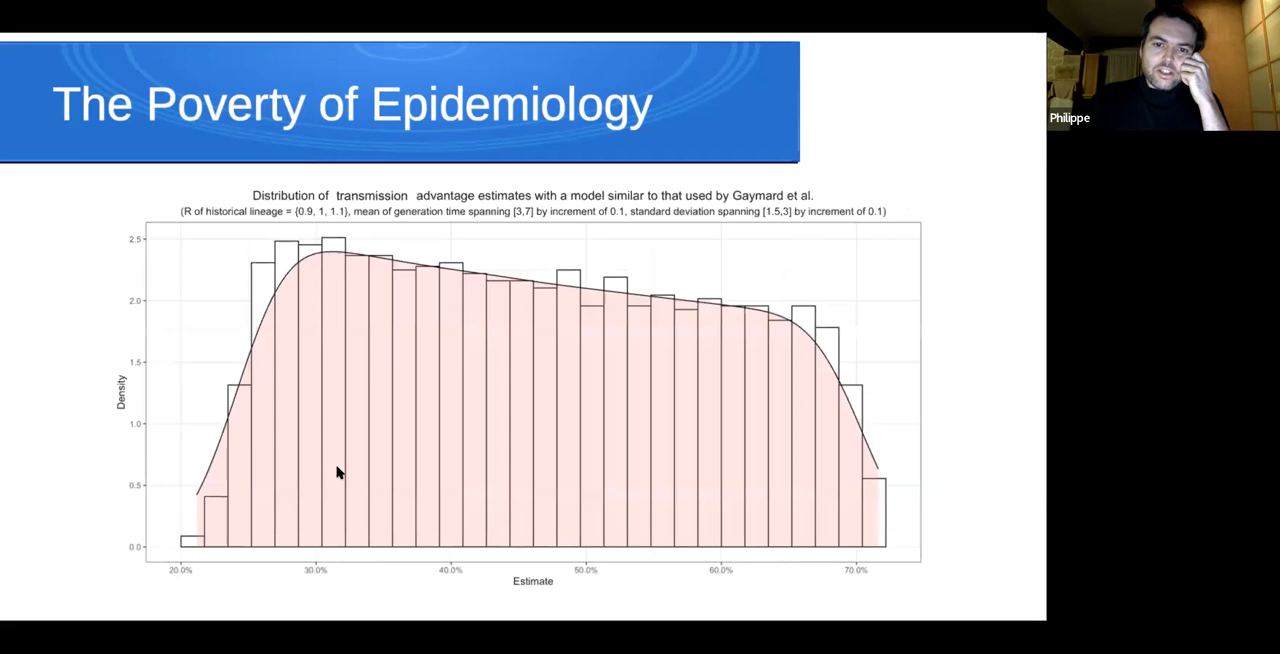 The Poverty of Epidemiology
Philippe
Distribution of transmission advantage estimates with a model similar to that used by Gaymard et al.
(R of historical lineage = {0.9, 1, 1.1}, mean of generation time spanning [3,7] by increment of 0.1, standard deviation spanning [1.5,3] by increment of 0.1)
2.5
2.0
1.5
1.0
0.5
0.0
Density
20.0% 30.0% 40.0% 50.0% 60.0% 70.0%
Estimate